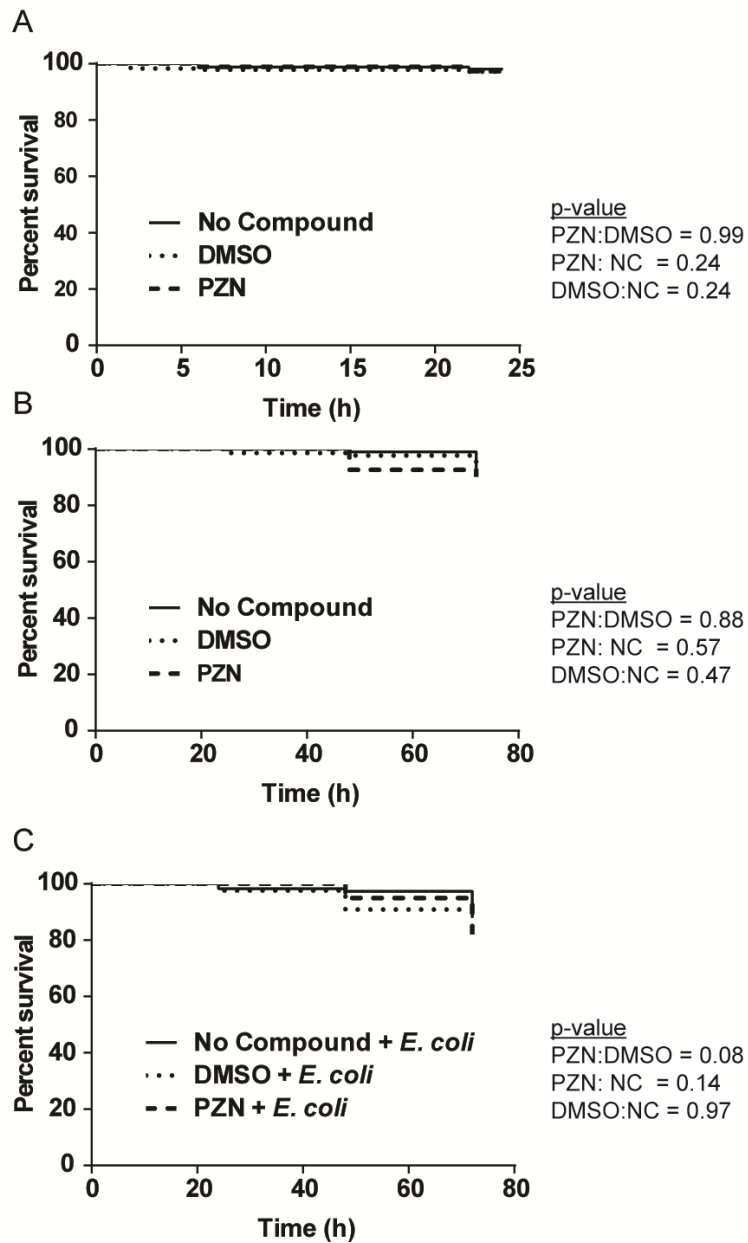 A
Percent survival
100
80
60
40
20
0
No Compound
DMSO
PZN
0 5 10 15 20 25
Time (h)
p-value
PZN:DMSO = 0.99
PZN: NC = 0.24
DMSO:NC = 0.24
B
Percent survival
100
80
60
40
20
0
No Compound
DMSO
PZN
0 20 40 60 80
Time (h)
p-value
PZN:DMSO = 0.88
PZN: NC = 0.57
DMSO:NC = 0.47
C
Percent survival
100
80
60
40
20
0
No Compound + E. coli
DMSO + E. coli
PZN + E. coli
0 20 40 60 80
Time (h)
p-value
PZN:DMSO = 0.08
PZN: NC = 0.14
DMSO:NC = 0.97